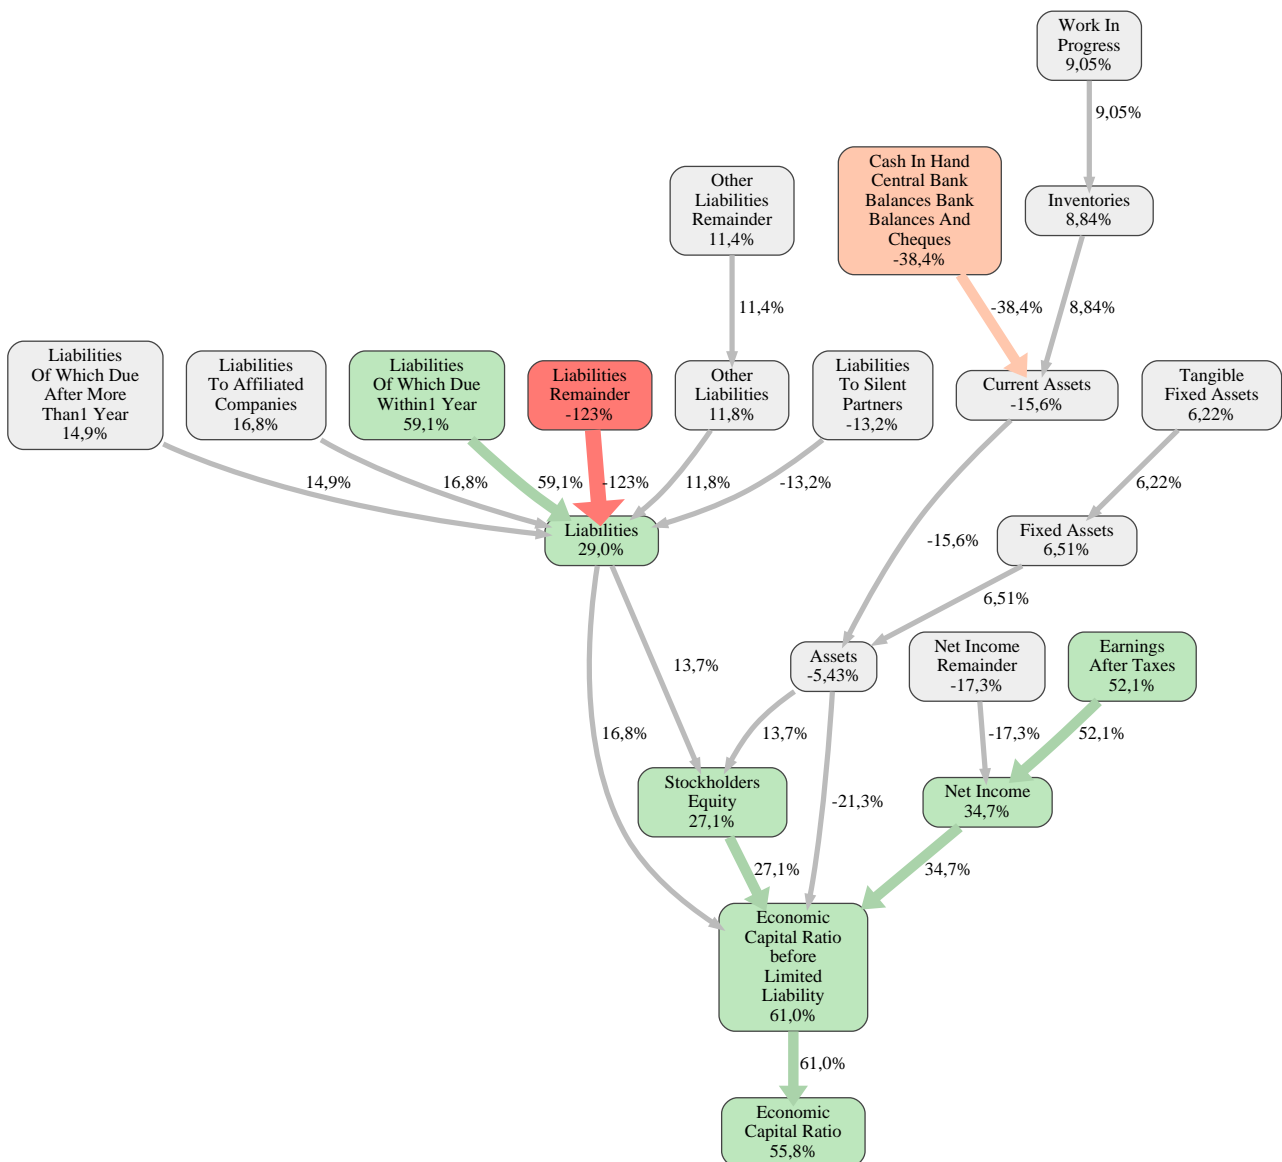 Work In
Progress
9,05%
9,05%
Cash In Hand
Central Bank
Balances Bank
Balances And
Cheques
-38,4%
Other
Liabilities
Remainder
11,4%
Inventories
8,84%
11,4%
-38,4%
8,84%
Liabilities
Of Which Due
After More
Than1 Year
14,9%
Liabilities
To Affiliated
Companies
16,8%
Liabilities
Of Which Due
Within1 Year
59,1%
Liabilities
Remainder
-123%
Other
Liabilities
11,8%
Liabilities
To Silent
Partners
-13,2%
Current Assets
-15,6%
Tangible
Fixed Assets
6,22%
14,9%
16,8%
59,1%
-123%
11,8%
-13,2%
6,22%
Liabilities
29,0%
-15,6%
Fixed Assets
6,51%
6,51%
13,7%
Assets
-5,43%
Net Income
Remainder
-17,3%
Earnings
After Taxes
52,1%
16,8%
13,7%
-17,3%
52,1%
Stockholders
Equity
27,1%
-21,3%
Net Income
34,7%
27,1%
34,7%
Economic
Capital Ratio
before
Limited
Liability
61,0%
61,0%
Economic
Capital Ratio
55,8%